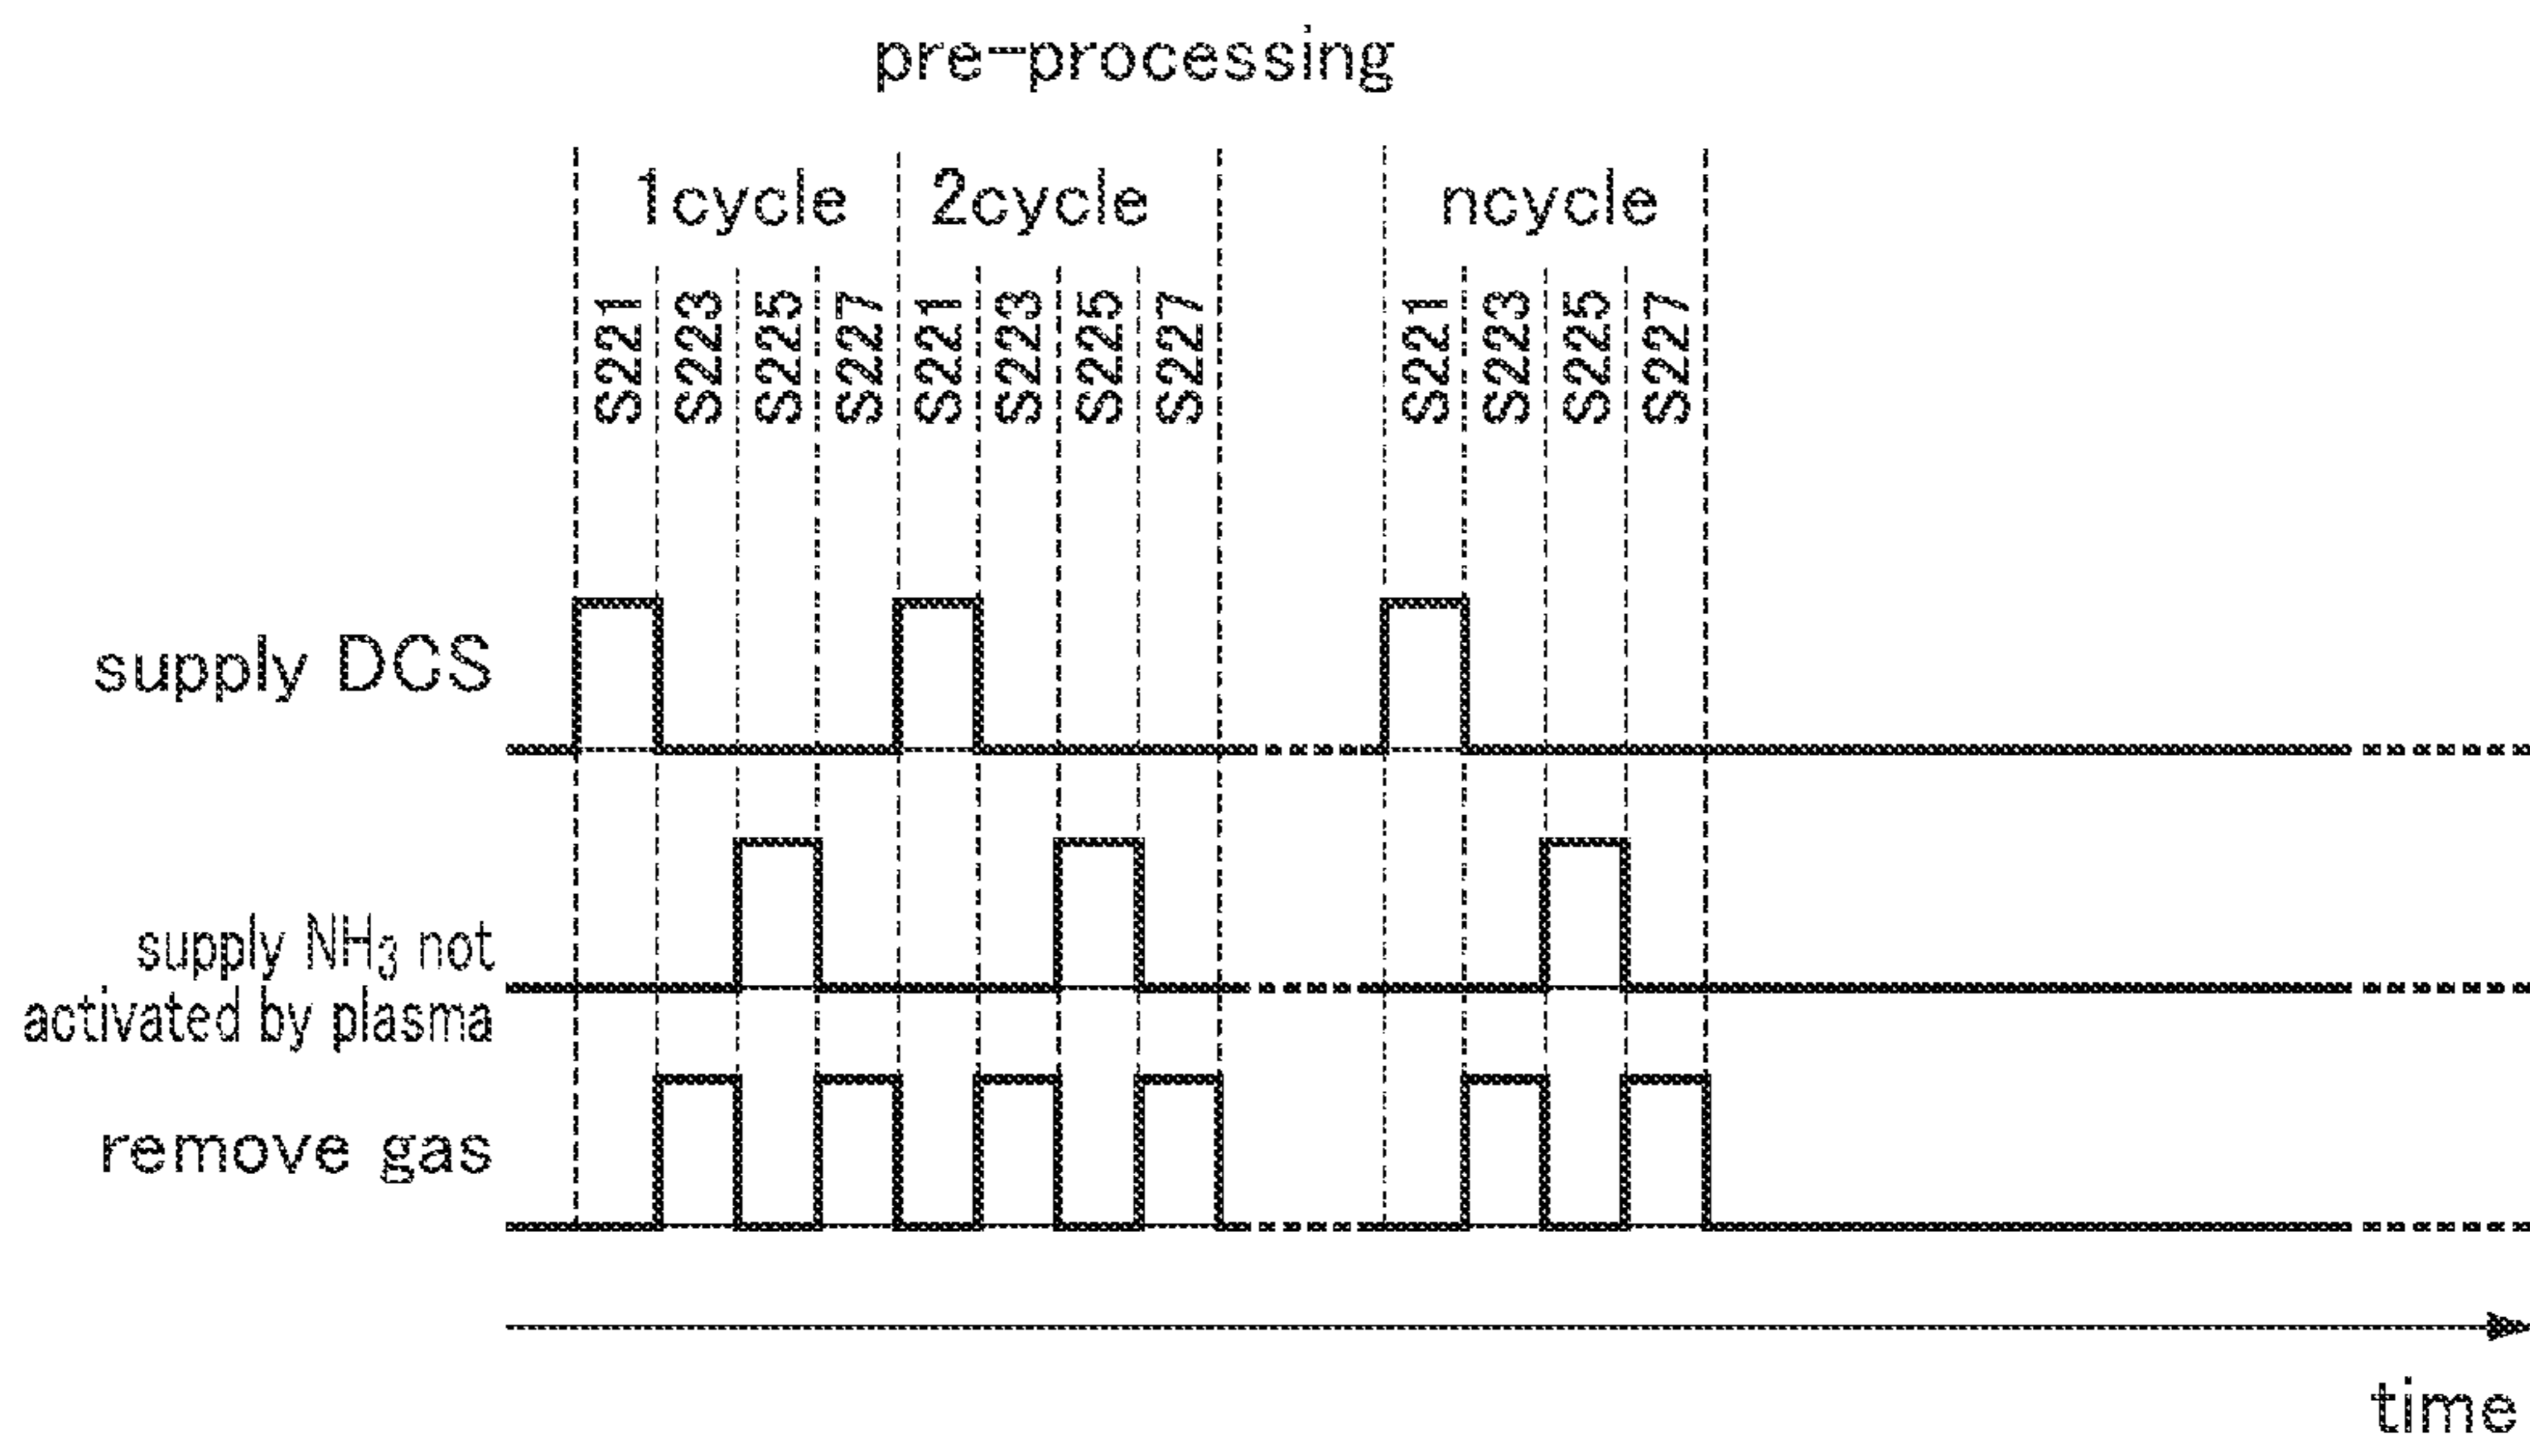 pre-processing
1cycle 2cycle ncycle
S221 S223 S225 S227 S221 S223 S225 S227 S221 S223 S225 S227
supply DCS
supply NH₃ not
activated by plasma
remove gas
time